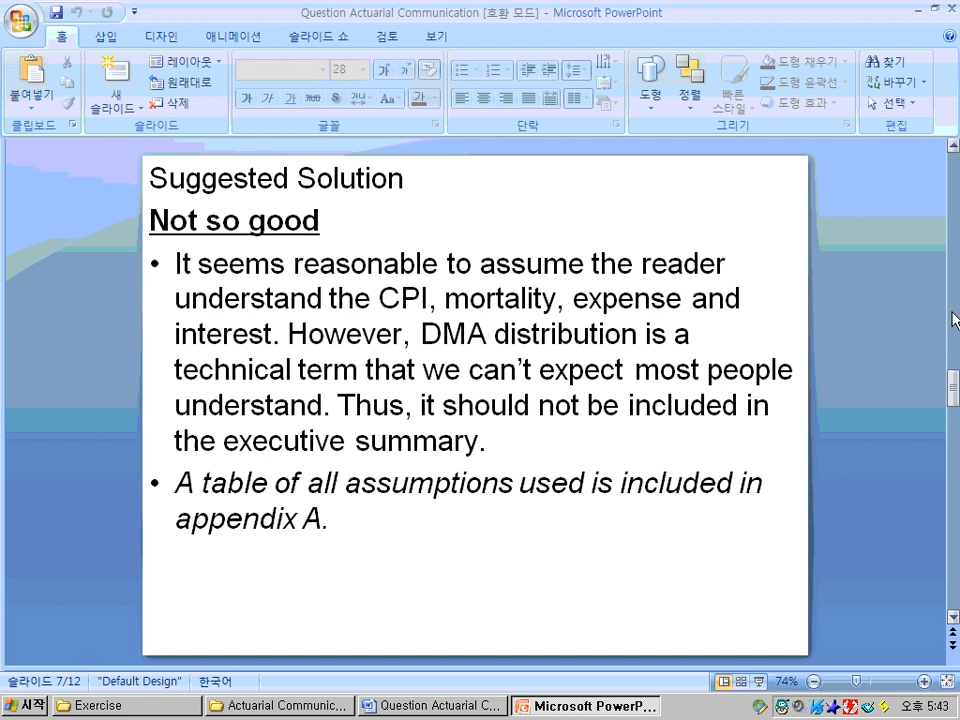 Question Actuarial Communication [호환 모드] - Microsoft PowerPoint
홈 삽입 디자인 애니메이션 슬라이드 쇼 검토 보기
붙여넣기
새 슬라이드
레이아웃
원래대로
삭제
28
가 가 가 가 S 가 Aa 가
도형 정렬 빠른 스타일
도형 채우기
도형 윤곽선
도형 효과
찾기
바꾸기
선택
클립보드 슬라이드 글꼴 단락 그리기 편집
Suggested Solution
Not so good
• It seems reasonable to assume the reader
understand the CPI, mortality, expense and
interest. However, DMA distribution is a
technical term that we can't expect most people
understand. Thus, it should not be included in
the executive summary.
• A table of all assumptions used is included in
appendix A.
슬라이드 7/12 "Default Design" 한국어 74%
시작 Exercise Actuarial Communic... Question Actuarial C... Microsoft PowerP... 오후 5:43